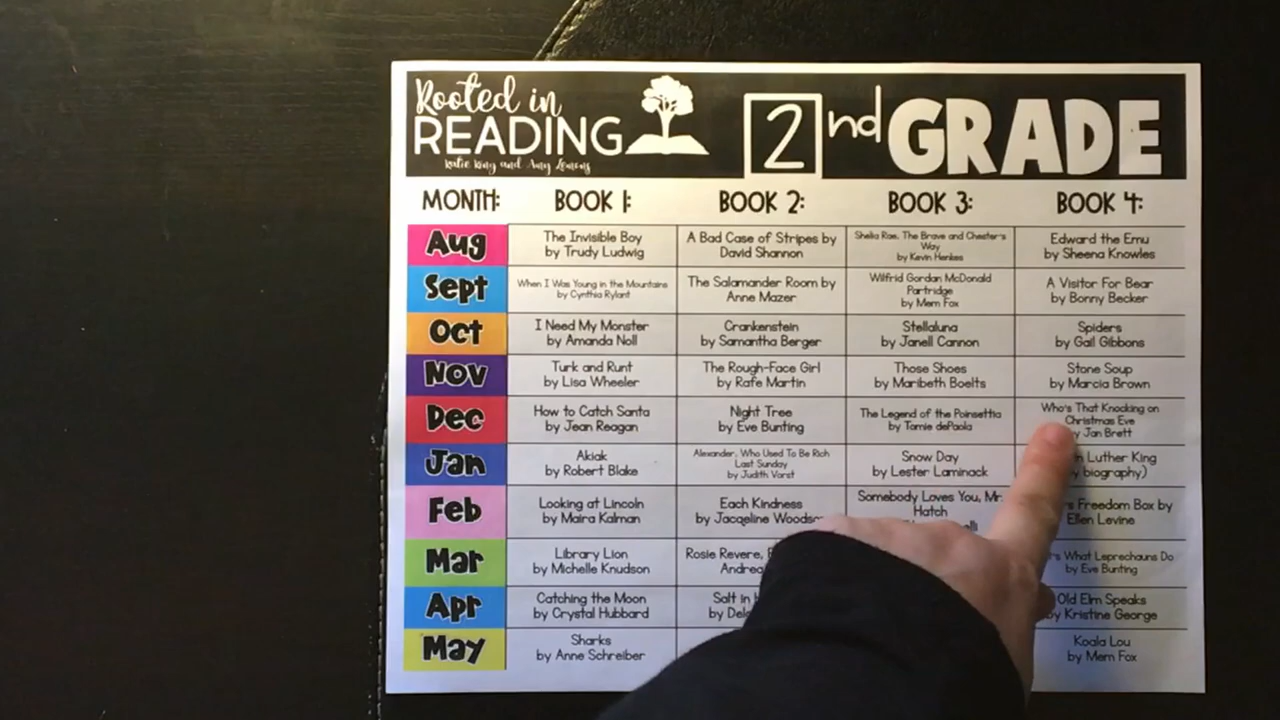 Rooted in
READING
Katie King and Amy Lemons
2nd GRADE
MONTH: BOOK 1: BOOK 2: BOOK 3: BOOK 4:
Aug
The Invisible Boy
by Trudy Ludwig
A Bad Case of Stripes by
David Shannon
Sheila Rae, The Brave and Chester's
Way
by Kevin Henkes
Edward the Emu
by Sheena Knowles
Sept
When I Was Young in the Mountains
by Cynthia Rylant
The Salamander Room by
Anne Mazer
Wilfrid Gordan McDonald
Partridge
by Mem Fox
A Visitor For Bear
by Bonny Becker
Oct
I Need My Monster
by Amanda Noll
Crankenstein
by Samantha Berger
Stellaluna
by Janell Cannon
Spiders
by Gail Gibbons
Nov
Turk and Runt
by Lisa Wheeler
The Rough-Face Girl
by Rafe Martin
Those Shoes
by Maribeth Boelts
Stone Soup
by Marcia Brown
Dec
How to Catch Santa
by Jean Reagan
Night Tree
by Eve Bunting
The Legend of the Poinsettia
by Tomie dePaola
Who's That Knocking on
Christmas Eve
Jan Brett
Jan
Akiak
by Robert Blake
Alexander, Who Used To Be Rich
Last Sunday
by Judith Vorst
Snow Day
by Lester Laminack
Luther King
biography)
Feb
Looking at Lincoln
by Maira Kalman
Each Kindness
by Jacqeline
Somebody Loves You, Mr.
Hatch
Freedom Box by
Ellen Levine
Mar
Library Lion
by Michelle Knudson
Rosie Revere,
What Leprechauns Do
by Eve Bunting
Apr
Catching the Moon
by Crystal Hubbard
Salt in
by
Old Elm Speaks
by Kristine George
May
Sharks
by Anne Schreiber
Koala Lou
by Mem Fox